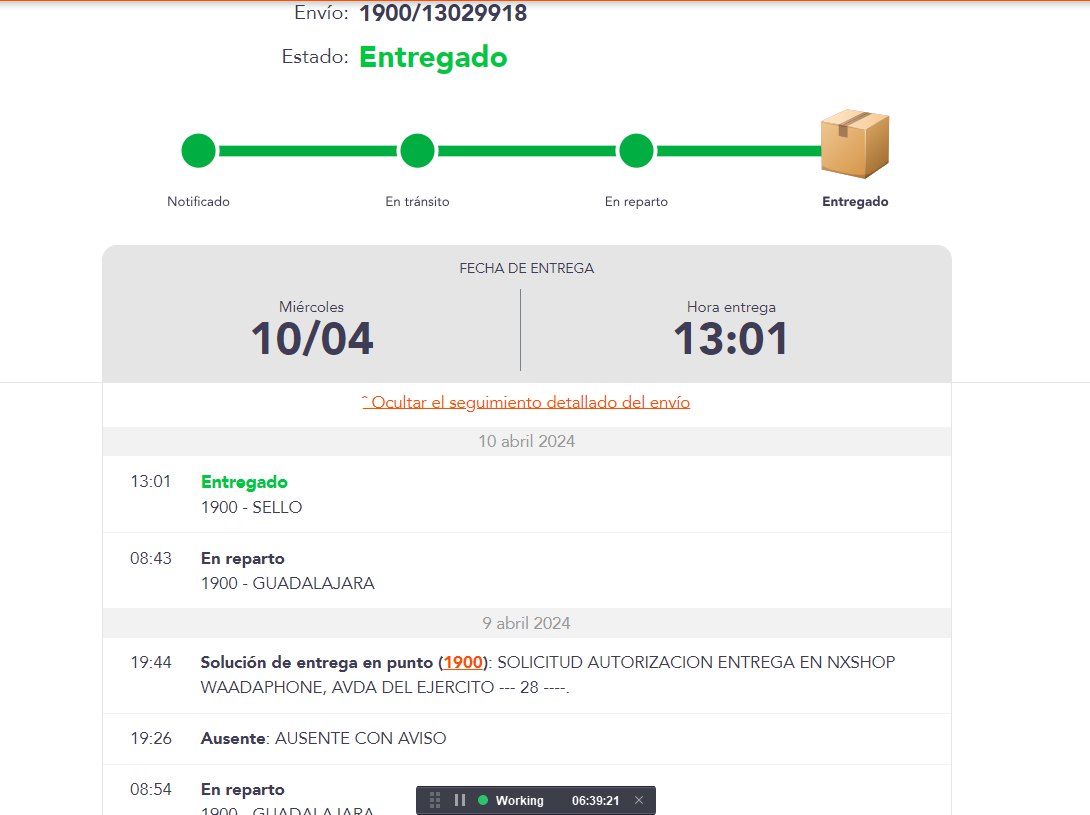 Envío: 1900/13029918
Estado: Entregado
Notificado
En tránsito
En reparto
Entregado
FECHA DE ENTREGA
Miércoles
10/04
Hora entrega
13:01
ˆ Ocultar el seguimiento detallado del envío
10 abril 2024
13:01 Entregado
1900 - SELLO
08:43 En reparto
1900 - GUADALAJARA
9 abril 2024
19:44 Solución de entrega en punto (1900): SOLICITUD AUTORIZACION ENTREGA EN NXSHOP
WAADAPHONE, AVDA DEL EJERCITO --- 28 ----.
19:26 Ausente: AUSENTE CON AVISO
08:54 En reparto
1900 - GUADALAJARA
Working 06:39:21